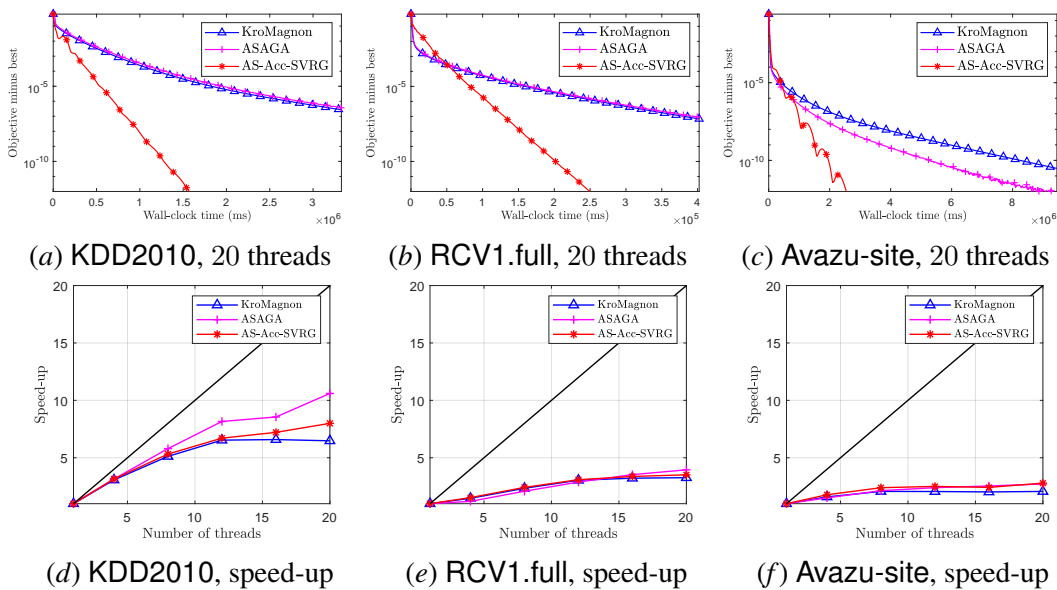 Objective minus best
10^-5
10^-10
KroMagnon
ASAGA
AS-Acc-SVRG
0 0.5 1 1.5 2 2.5 3
Wall-clock time (ms)
×10^6
(a) KDD2010, 20 threads
Objective minus best
10^-5
10^-10
KroMagnon
ASAGA
AS-Acc-SVRG
0 0.5 1 1.5 2 2.5 3 3.5 4
Wall-clock time (ms)
×10^5
(b) RCV1.full, 20 threads
Objective minus best
10^-5
10^-10
KroMagnon
ASAGA
AS-Acc-SVRG
0 2 4 6 8
Wall-clock time (ms)
×10^6
(c) Avazu-site, 20 threads
Speed-up
20
15
10
5
KroMagnon
ASAGA
AS-Acc-SVRG
5 10 15 20
Number of threads
(d) KDD2010, speed-up
Speed-up
20
15
10
5
KroMagnon
ASAGA
AS-Acc-SVRG
5 10 15 20
Number of threads
(e) RCV1.full, speed-up
Speed-up
20
15
10
5
KroMagnon
ASAGA
AS-Acc-SVRG
5 10 15 20
Number of threads
(f) Avazu-site, speed-up